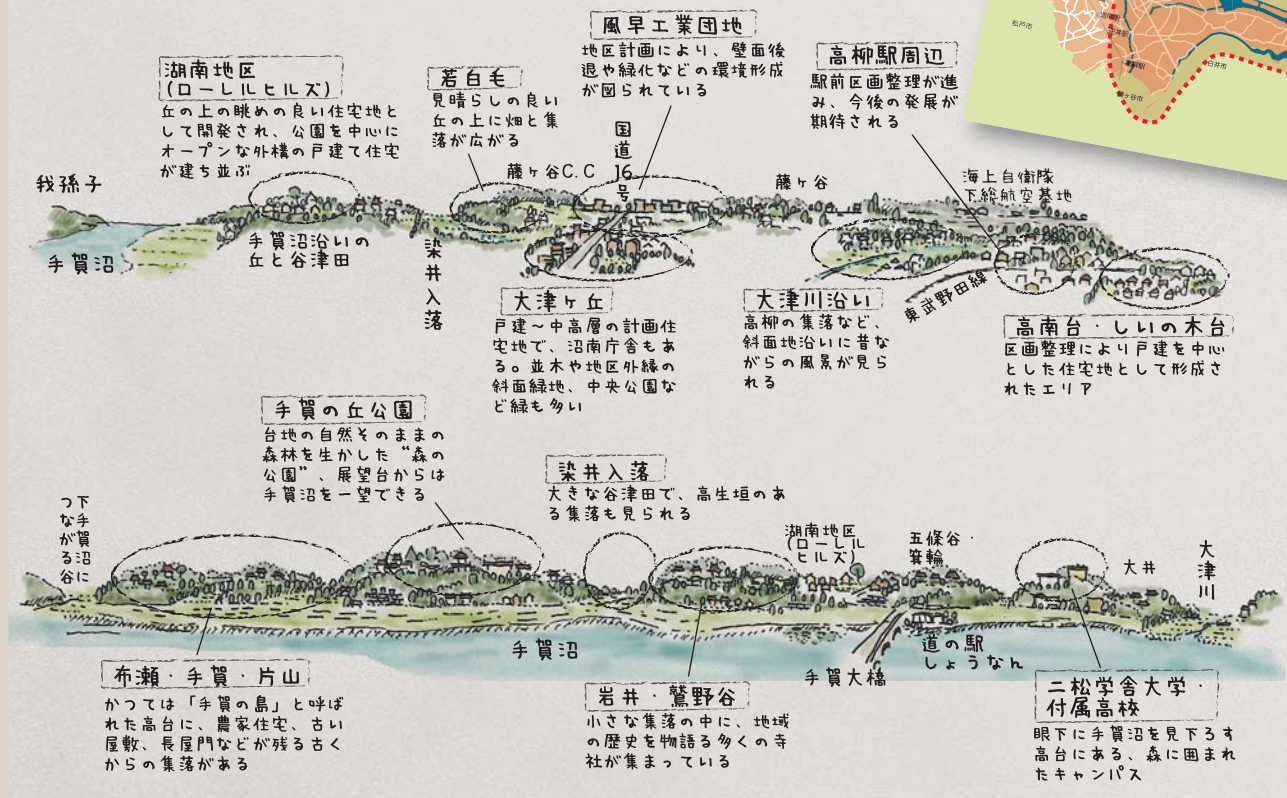 風早工業団地
地区計画により、壁面後
退や緑化などの環境形成
が図られている
高柳駅周辺
駅前区画整理が進
み、今後の発展が
期待される
湖南地区
(ローレルヒルズ)
丘の上の眺めの良い住宅地と
して開発され、公園を中心に
オープンな外構の戸建て住宅
が建ち並ぶ
若白毛
見晴らしの良い
丘の上に畑と集
落が広がる
松戸市
白井市
鎌ヶ谷市
国道16号
藤ヶ谷C.C
藤ヶ谷
海上自衛隊
下総航空基地
我孫子
手賀沼
手賀沼沿いの
丘と谷津田
染井入落
東武野田線
大津ヶ丘
戸建〜中高層の計画住
宅地で、沼南庁舎もあ
る。並木や地区外縁の
斜面緑地、中央公園な
ど緑も多い
大津川沿い
高柳の集落など、
斜面地沿いに昔な
がらの風景が見ら
れる
高南台・しいの木台
区画整理により戸建を中心
とした住宅地として形成さ
れたエリア
手賀の丘公園
台地の自然そのままの
森林を生かした“森の
公園”、展望台からは
手賀沼を一望できる
染井入落
大きな谷津田で、高生垣のあ
る集落も見られる
下手賀沼に
つながる谷
湖南地区
(ローレル
ヒルズ)
五條谷・
箕輪
大井
大津川
手賀沼
手賀大橋
道の駅
しょうなん
布瀬・手賀・片山
かつては「手賀の島」と呼ば
れた高台に、農家住宅、古い
屋敷、長屋門などが残る古く
からの集落がある
岩井・鷲野谷
小さな集落の中に、地域
の歴史を物語る多くの寺
社が集まっている
二松学舎大学・
付属高校
眼下に手賀沼を見下ろす
高台にある、森に囲まれ
たキャンパス